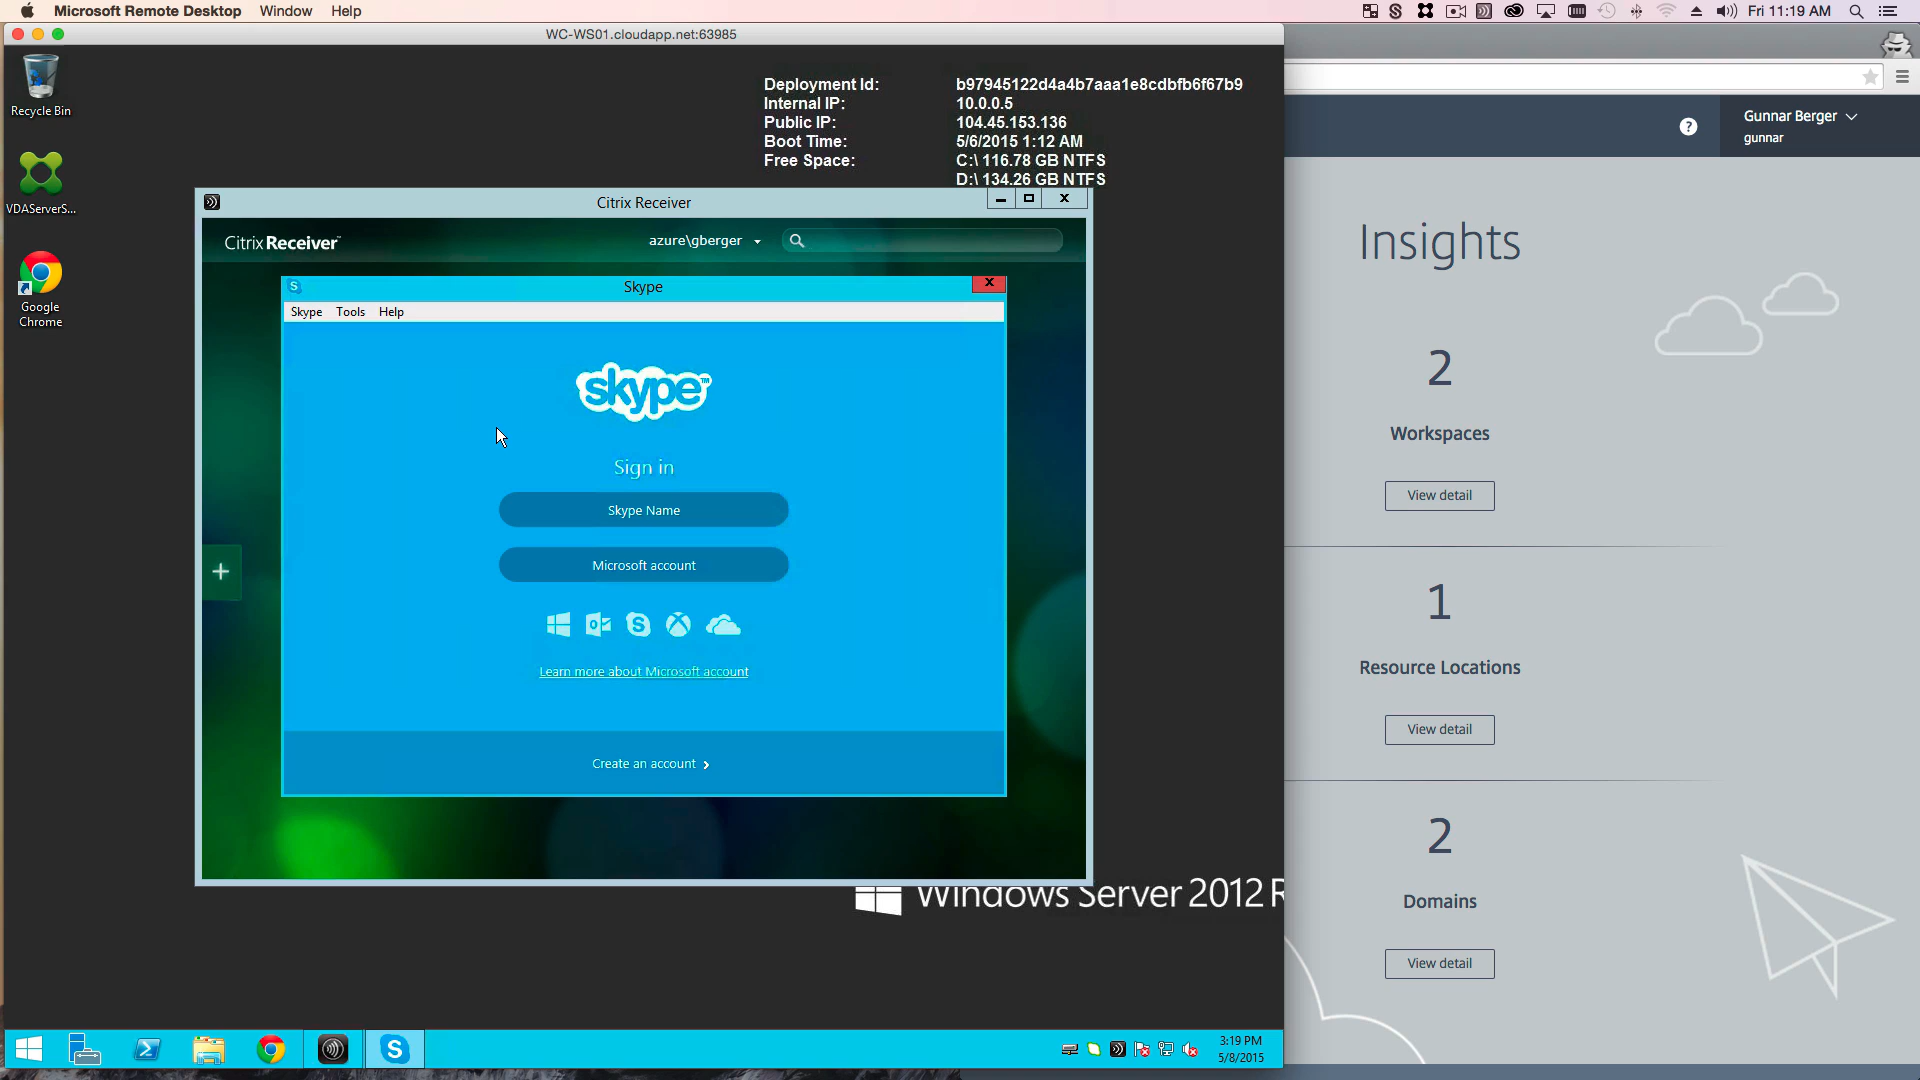 Microsoft Remote Desktop Window Help
Fri 11:19 AM
WC-WS01.cloudapp.net:63985
Recycle Bin
VDAServerS...
Google
Chrome
Deployment Id: b97945122d4a4b7aaa1e8cdbfb6f67b9
Internal IP: 10.0.0.5
Public IP: 104.45.153.136
Boot Time: 5/6/2015 1:12 AM
Free Space: C:\ 116.78 GB NTFS
D:\ 134.26 GB NTFS
Citrix Receiver
Citrix Receiver™
azure\gberger
Skype
Skype Tools Help
skype™
Sign in
Skype Name
Microsoft account
Learn more about Microsoft account
Create an account
Windows Server 2012 R
3:19 PM
5/8/2015
Gunnar Berger
gunnar
Insights
2
Workspaces
View detail
1
Resource Locations
View detail
2
Domains
View detail